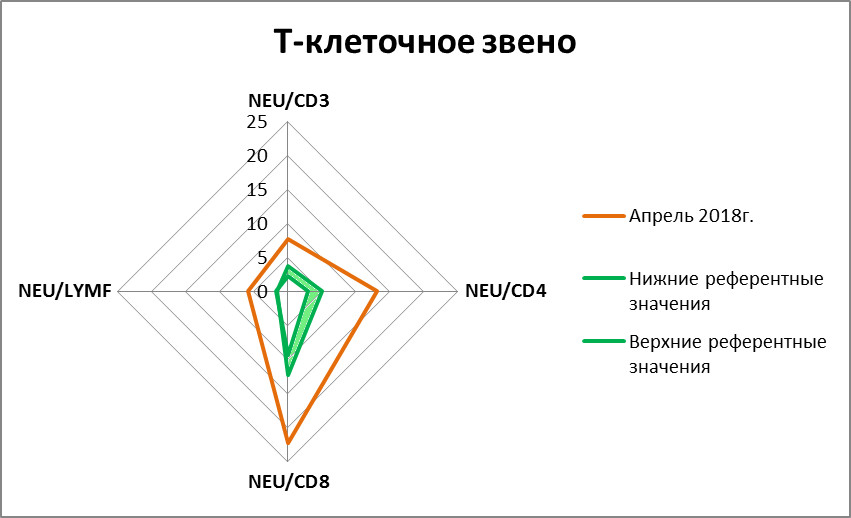 Т-клеточное звено
NEU/CD3
25
20
15
10
5
0
NEU/LYMF
NEU/CD4
NEU/CD8
Апрель 2018г.
Нижние референтные
значения
Верхние референтные
значения